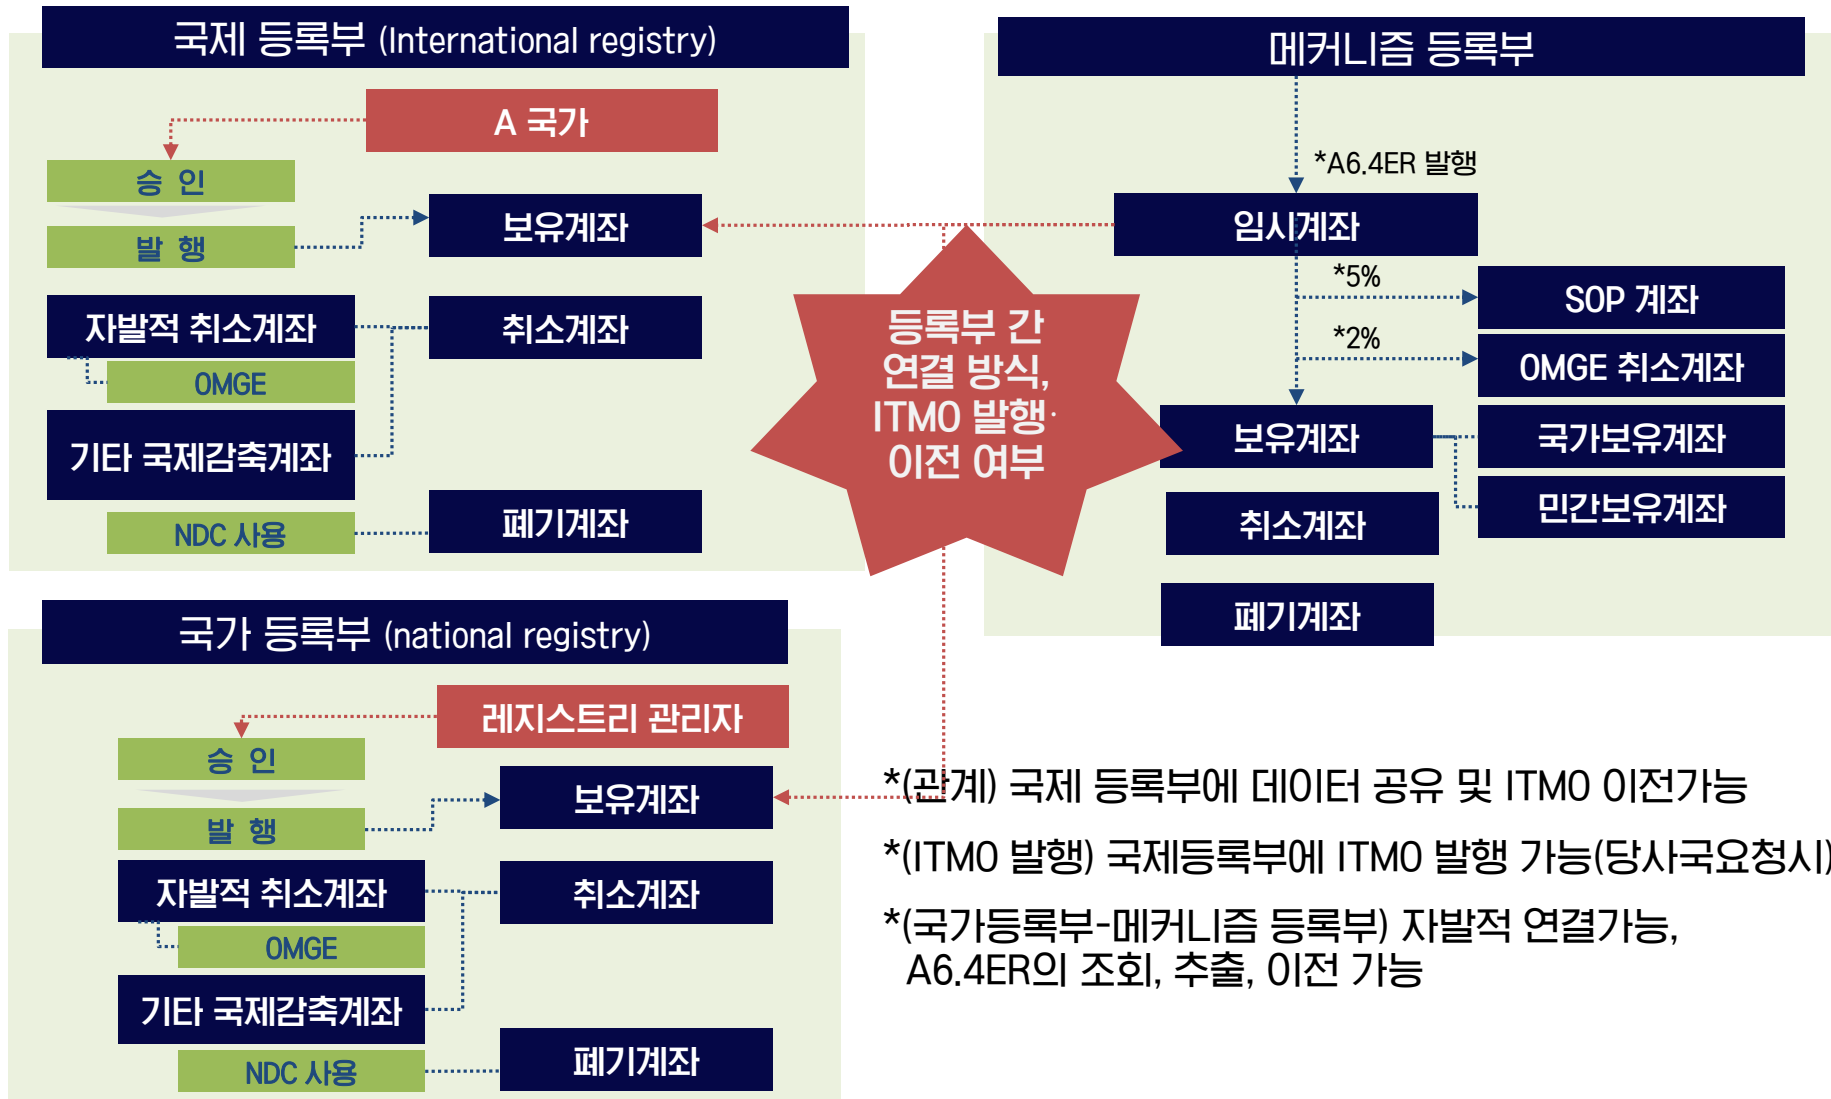 국제 등록부 (International registry)
A 국가
승 인
발 행
보유계좌
자발적 취소계좌
취소계좌
OMGE
기타 국제감축계좌
NDC 사용
폐기계좌
메커니즘 등록부
*A6.4ER 발행
임시계좌
*5%
SOP 계좌
*2%
OMGE 취소계좌
보유계좌
국가보유계좌
민간보유계좌
취소계좌
폐기계좌
등록부 간
연결 방식,
ITMO 발행·
이전 여부
국가 등록부 (national registry)
레지스트리 관리자
승 인
발 행
보유계좌
자발적 취소계좌
취소계좌
OMGE
기타 국제감축계좌
NDC 사용
폐기계좌
*(관계) 국제 등록부에 데이터 공유 및 ITMO 이전가능
*(ITMO 발행) 국제등록부에 ITMO 발행 가능(당사국요청시)
*(국가등록부-메커니즘 등록부) 자발적 연결가능,
A6.4ER의 조회, 추출, 이전 가능